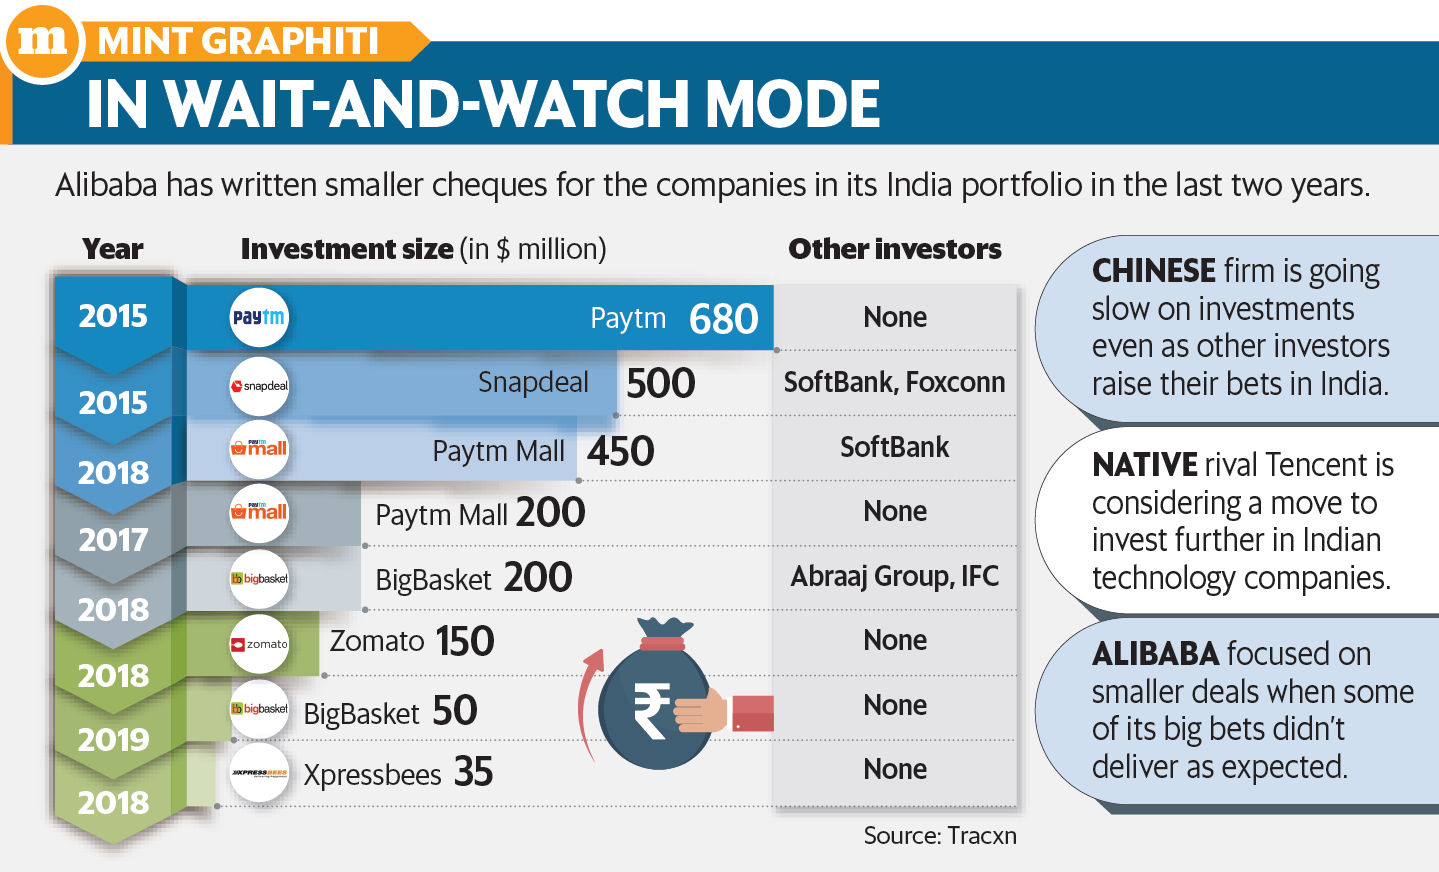 m MINT GRAPHITI
IN WAIT-AND-WATCH MODE
Alibaba has written smaller cheques for the companies in its India portfolio in the last two years.
Year Investment size (in $ million) Other investors
2015 paytm Paytm 680 None
2015 snapdeal Snapdeal 500 SoftBank, Foxconn
2018 paytm mall Paytm Mall 450 SoftBank
2017 paytm mall Paytm Mall 200 None
2018 bb bigbasket BigBasket 200 Abraaj Group, IFC
2018 zomato Zomato 150 None
2019 bb bigbasket BigBasket 50 None
2018 XPRESSBEES Xpressbees 35 None
₹
Source: Tracxn
CHINESE firm is going
slow on investments
even as other investors
raise their bets in India.
NATIVE rival Tencent is
considering a move to
invest further in Indian
technology companies.
ALIBABA focused on
smaller deals when some
of its big bets didn't
deliver as expected.